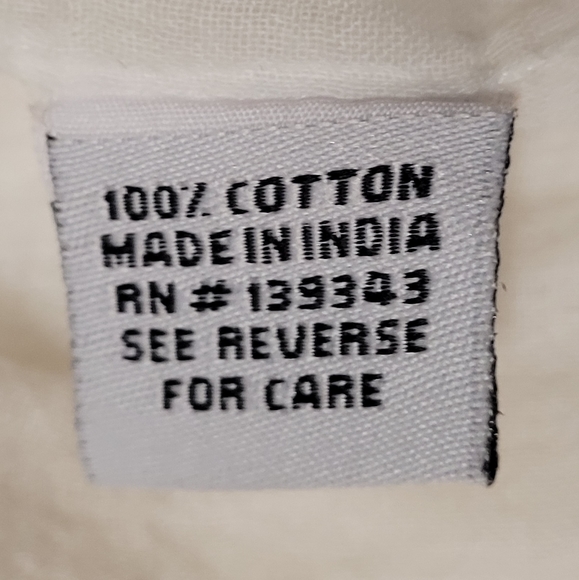 100% COTTON
MADE IN INDIA
RN # 139343
SEE REVERSE
FOR CARE